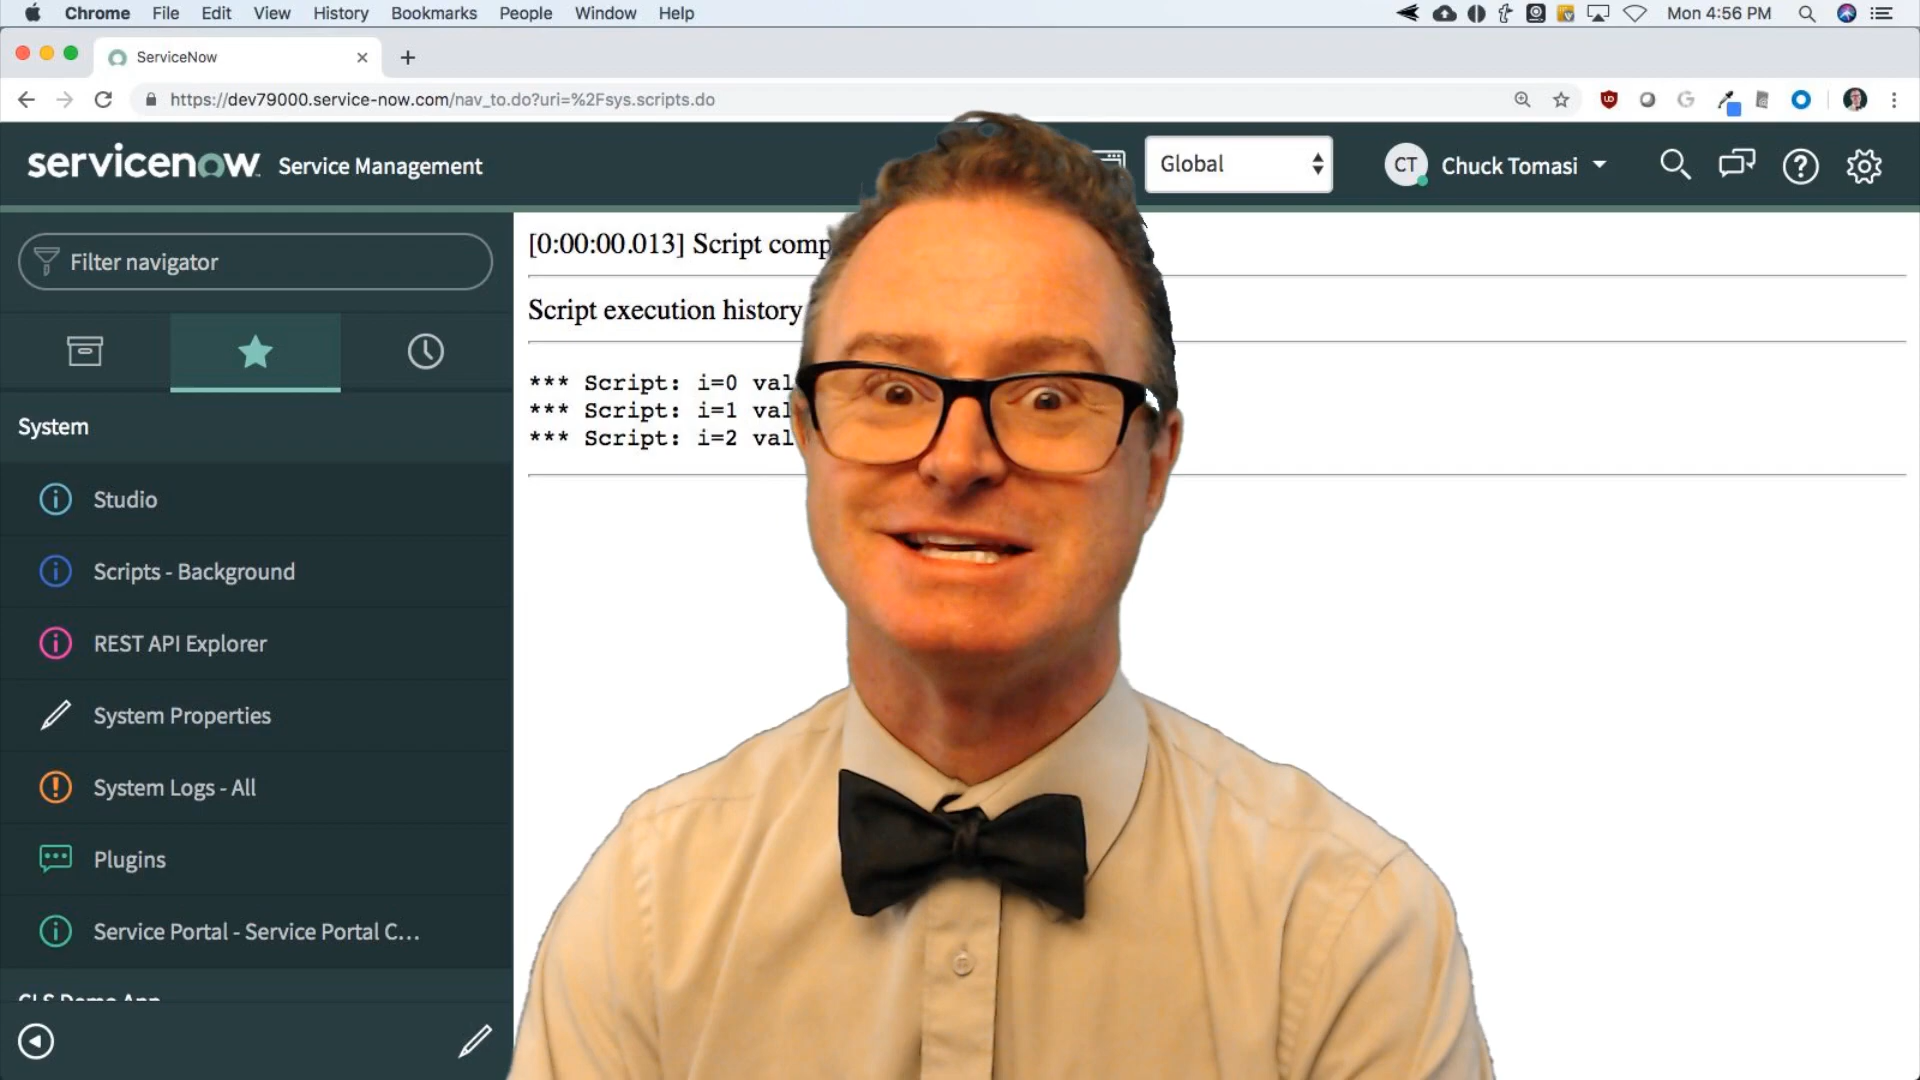 Chrome File Edit View History Bookmarks People Window Help Mon 4:56 PM
ServiceNow
https://dev79000.service-now.com/nav_to.do?uri=%2Fsys.scripts.do
servicenow Service Management Global CT Chuck Tomasi
Filter navigator
[0:00:00.013] Script comp
Script execution history
*** Script: i=0 val
*** Script: i=1 val
*** Script: i=2 val
System
Studio
Scripts - Background
REST API Explorer
System Properties
System Logs - All
Plugins
Service Portal - Service Portal C...